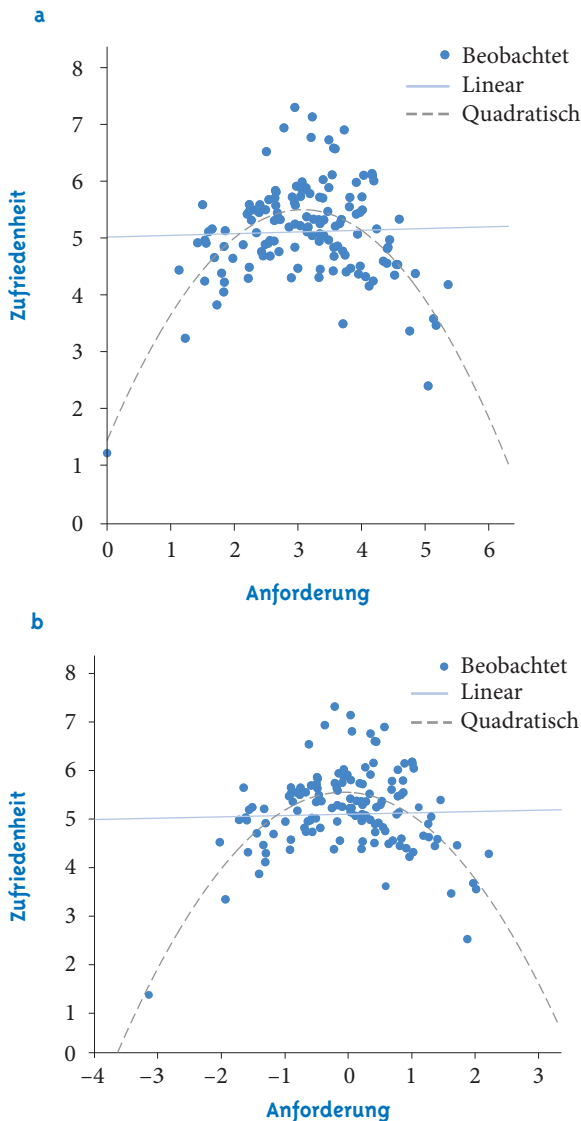 a
8
7
6
5
4
3
2
1
0
Beobachtet
Linear
Quadratisch
Zufriedenheit
0 1 2 3 4 5 6
Anforderung
b
8
7
6
5
4
3
2
1
0
Beobachtet
Linear
Quadratisch
Zufriedenheit
−4 −3 −2 −1 0 1 2 3
Anforderung